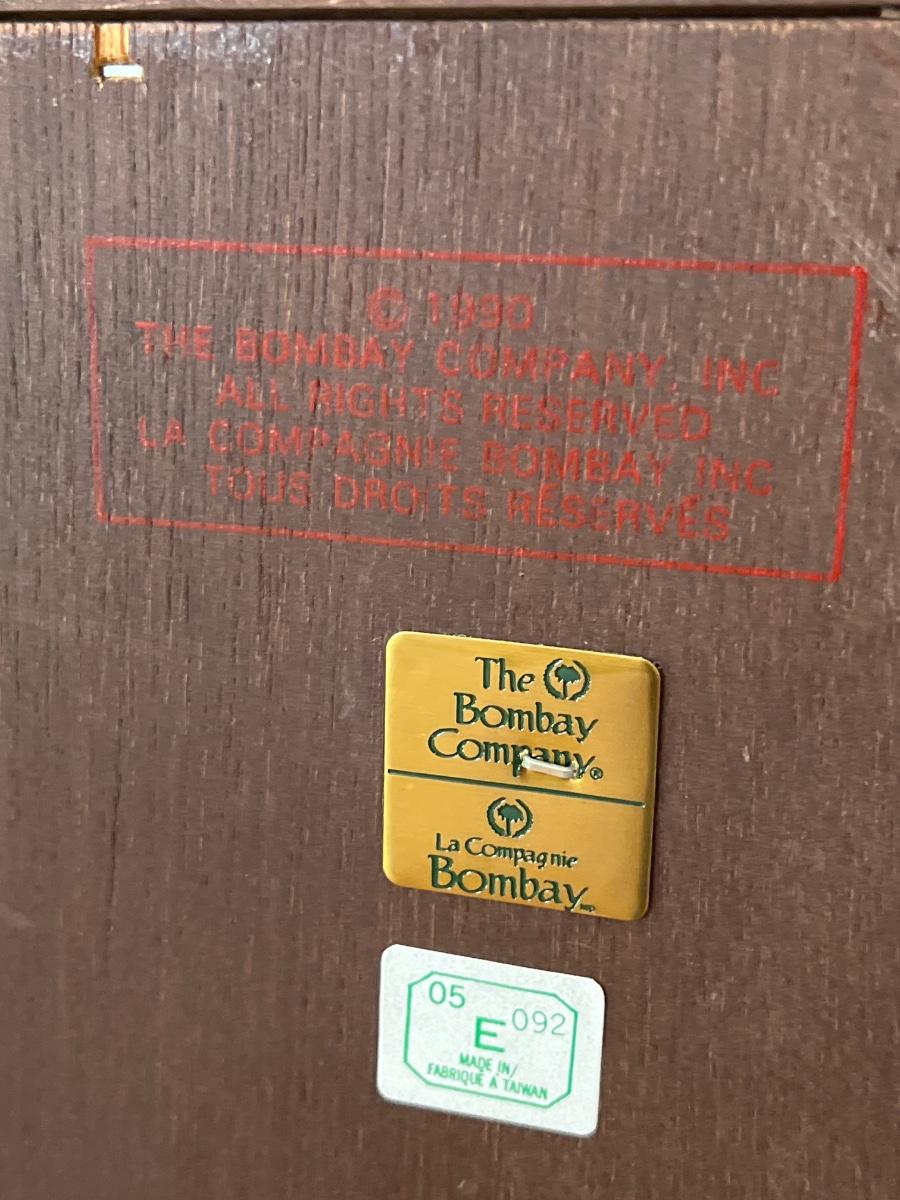 © 1990
THE BOMBAY COMPANY, INC
ALL RIGHTS RESERVED
LA COMPAGNIE BOMBAY INC
TOUS DROITS RÉSERVÉS
The
Bombay
Company®
La Compagnie
Bombay
05
E 092
MADE IN/
FABRIQUÉ À TAIWAN